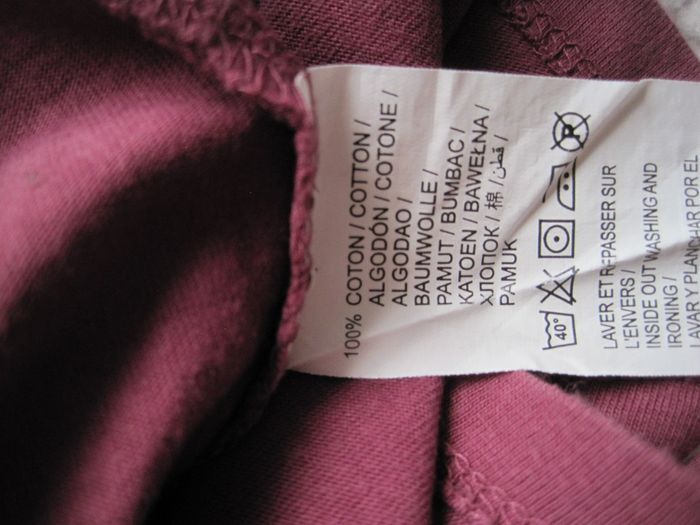 100% COTON / COTTON /
ALGODÓN / COTONE /
ALGODAO /
BAUMWOLLE /
PAMUT / BUMBAC /
KATOEN / BAWEŁNA /
ХЛОПОК / 棉 / قطن /
PAMUK
40°
P
LAVER ET REPASSER SUR
L'ENVERS /
INSIDE OUT WASHING AND
IRONING /
LAVAR Y PLANCHAR POR EL